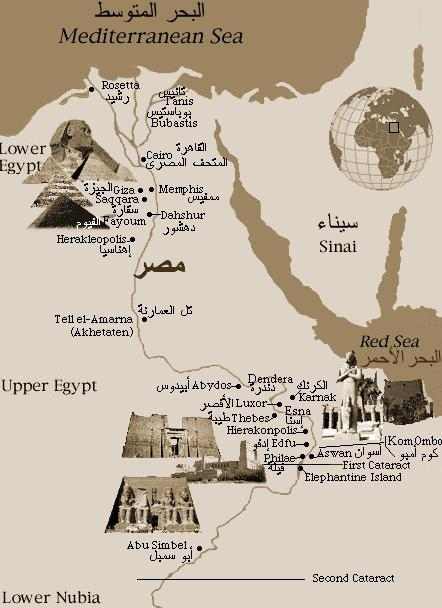 البحر المتوسط
Mediterranean Sea
Rosetta
رشيد
تانيس
Tanis
بوباستيس
Bubastis
Lower
Egypt
القاهرة
Cairo
المتحف المصرى
الجيزة Giza
Memphis
ممفيس
Saqqara
سقارة
الفيوم Fayoum
Dahshur
دهشور
Herakleopolis
إهناسيا
سيناء
Sinai
مصر
تل العمارنة
Tell el-Amarna
(Akhetaten)
Red Sea
البحر الأحمر
Upper Egypt
أبيدوس Abydos
Dendera
دندرة
الكرنك
Karnak
الأقصر Luxor
Esna
إسنا
طيبة Thebes
Hierakonpolis
إدفو Edfu
Kom Ombo
كوم أمبو
Aswan أسوان
Philae
فيلة
First Cataract
Elephantine Island
Abu Simbel
أبو سمبل
Second Cataract
Lower Nubia